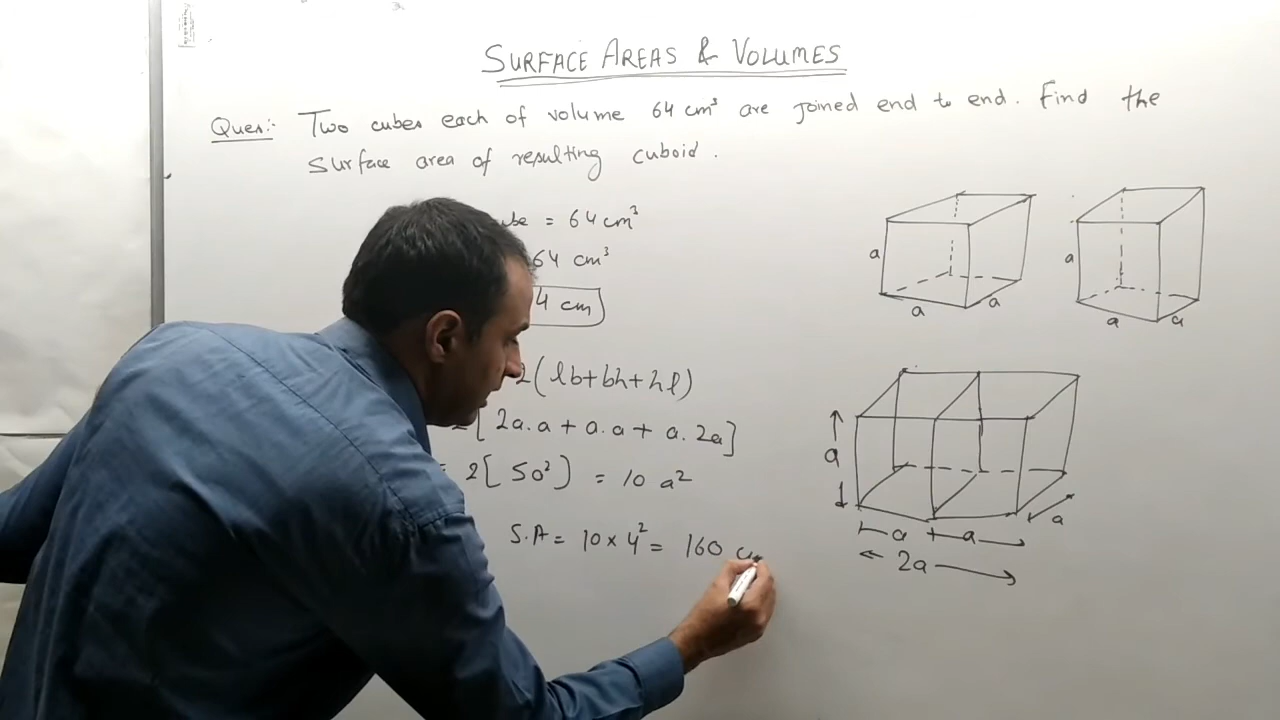 SURFACE AREAS & VOLUMES
Ques:- Two cubes each of volume 64 cm³ are joined end to end. Find the
surface area of resulting cuboid.
= 64 cm³
64 cm³
4 cm
2(lb+bh+hl)
2[2a.a + a.a + a.2a]
= 2[5a²) = 10 a²
S.A = 10 × 4² = 160
a
a
a
a
a
a
a
a
a
a
2a